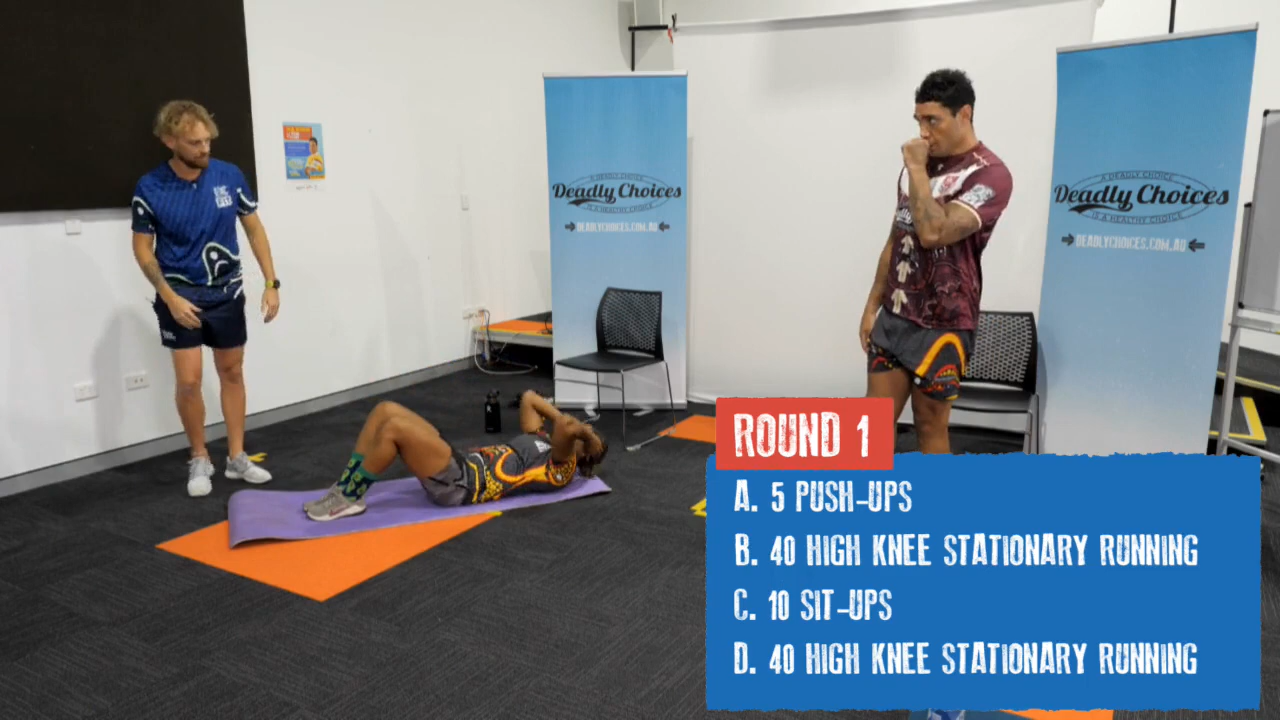 A DEADLY CHOICE
Deadly Choices
IS A HEALTHY CHOICE
DEADLYCHOICES.COM.AU
A DEADLY CHOICE
Deadly Choices
IS A HEALTHY CHOICE
DEADLYCHOICES.COM.AU
ROUND 1
A. 5 PUSH-UPS
B. 40 HIGH KNEE STATIONARY RUNNING
C. 10 SIT-UPS
D. 40 HIGH KNEE STATIONARY RUNNING